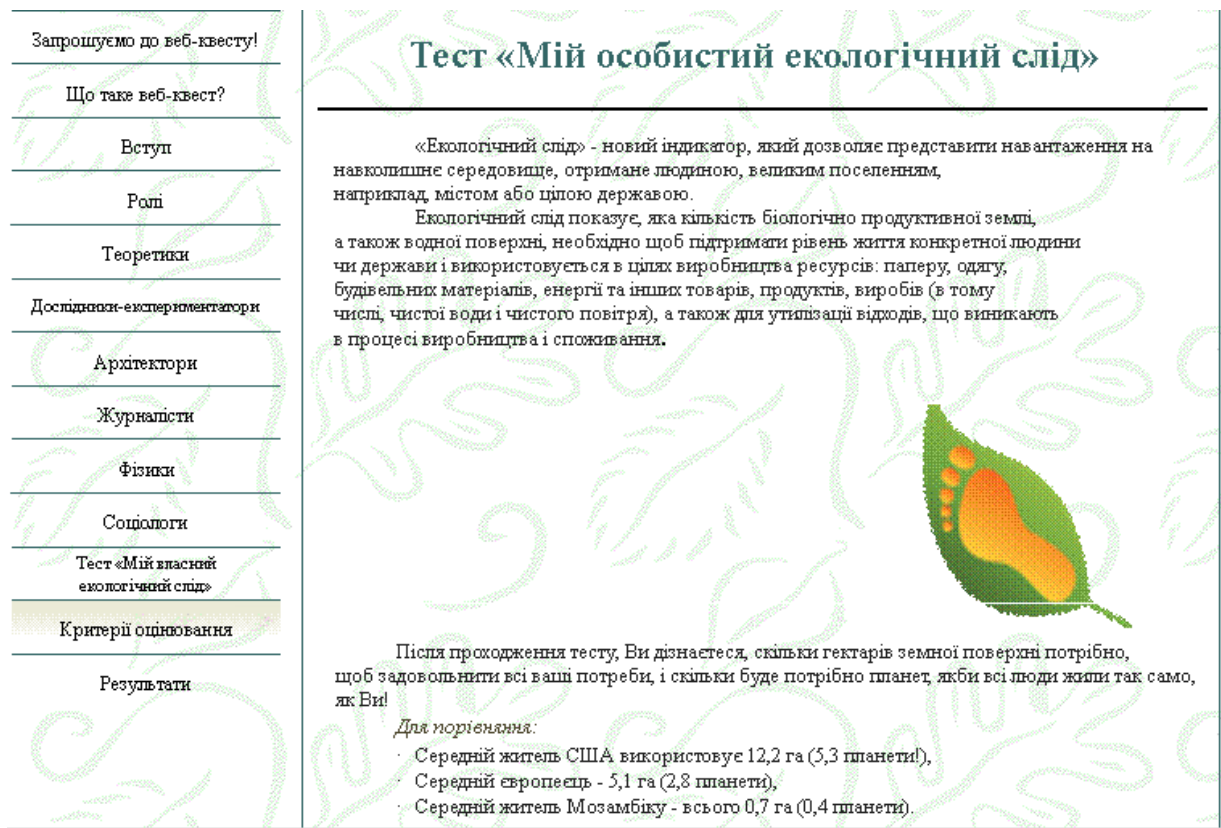 Запрошуємо до веб-квесту!
Що таке веб-квест?
Вступ
Ролі
Теоретики
Дослідники-експериментатори
Архітектори
Журналісти
Фізики
Соціологи
Тест «Мій власний
екологічний слід»
Критерії оцінювання
Результати
Тест «Мій особистий екологічний слід»
«Екологічний слід» - новий індикатор, який дозволяє представити навантаження на
навколишнє середовище, отримане людиною, великим поселенням,
наприклад, містом або цілою державою.
Екологічний слід показує, яка кількість біологічно продуктивної землі,
а також водної поверхні, необхідно щоб підтримати рівень життя конкретної людини
чи держави і використовується в цілях виробництва ресурсів: паперу, одягу,
будівельних матеріалів, енергії та інших товарів, продуктів, виробів (в тому
числі, чистої води і чистого повітря), а також для утилізації відходів, що виникають
в процесі виробництва і споживання.
Після проходження тесту, Ви дізнаєтеся, скільки гектарів земної поверхні потрібно,
щоб задовольнити всі ваші потреби, і скільки буде потрібно планет, якби всі люди жили так само,
як Ви!
Для порівняння:
· Середній житель США використовує 12,2 га (5,3 планети!),
· Середній європеєць - 5,1 га (2,8 планети),
· Середній житель Мозамбіку - всього 0,7 га (0,4 планети).